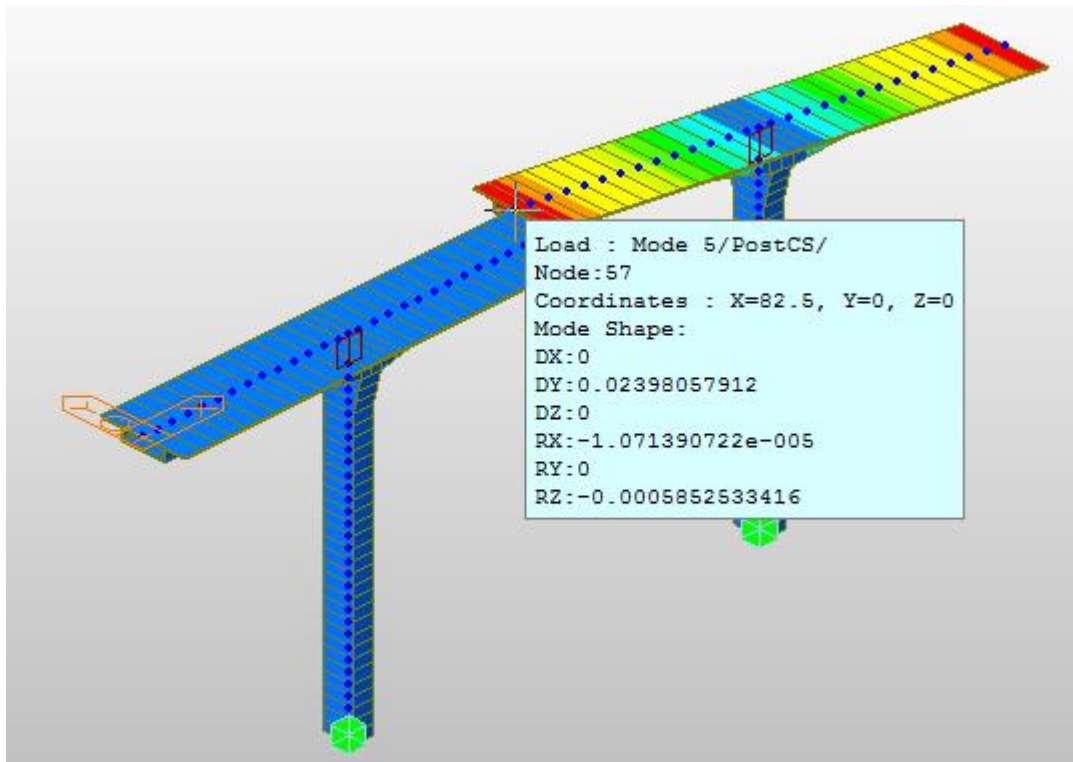 Load : Mode 5/PostCS/
Node:57
Coordinates : X=82.5, Y=0, Z=0
Mode Shape:
DX:0
DY:0.02398057912
DZ:0
RX:-1.071390722e-005
RY:0
RZ:-0.0005852533416